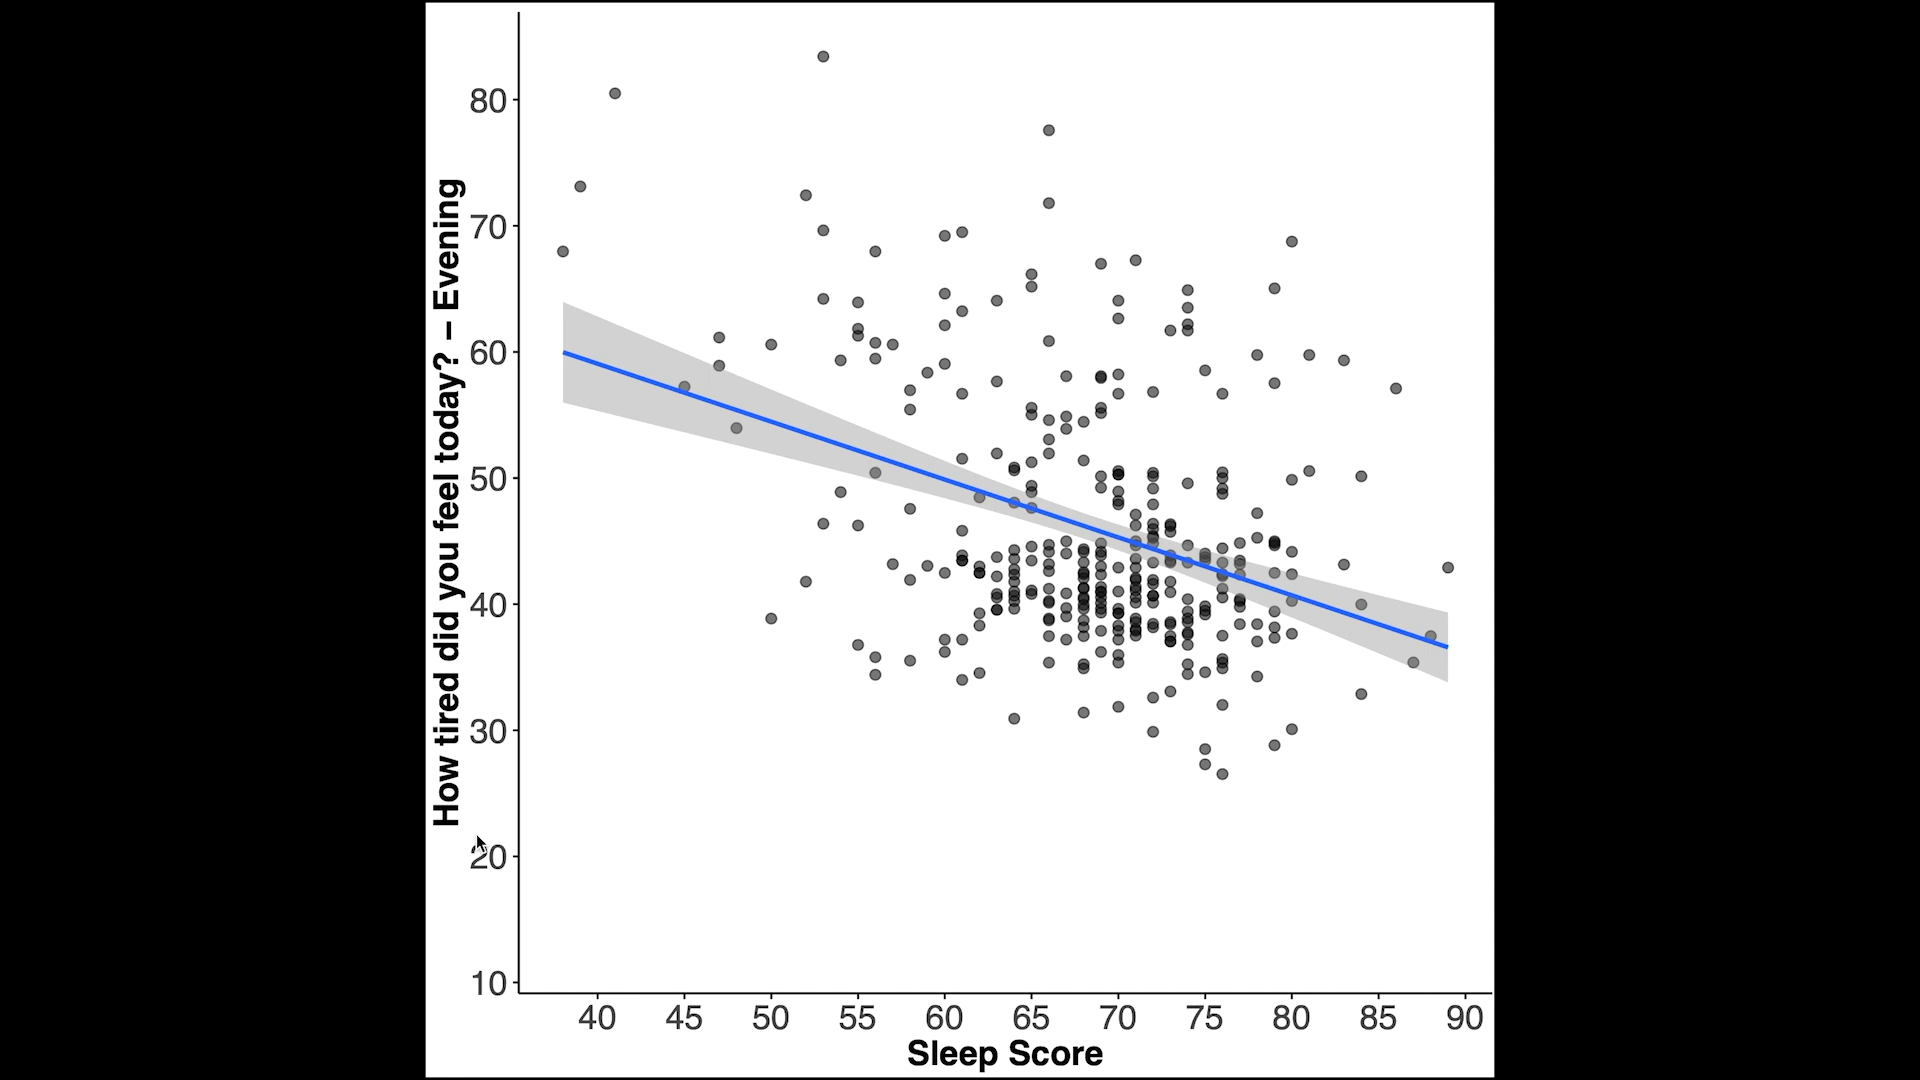 How tired did you feel today? – Evening
80
70
60
50
40
30
20
10
40 45 50 55 60 65 70 75 80 85 90
Sleep Score